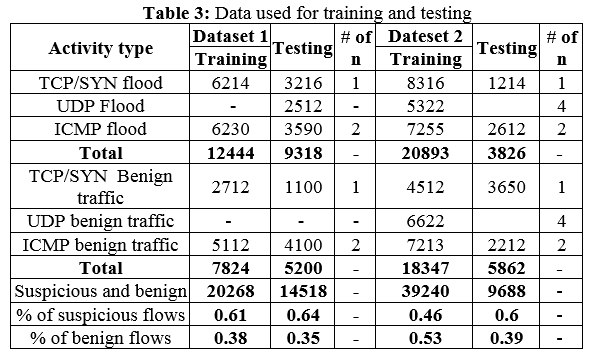 Table 3: Data used for training and testing
Activity type Dataset 1 Training Testing # of n Dateset 2 Training Testing # of n
TCP/SYN flood 6214 3216 1 8316 1214 1
UDP Flood - 2512 - 5322 4
ICMP flood 6230 3590 2 7255 2612 2
Total 12444 9318 - 20893 3826 -
TCP/SYN Benign traffic 2712 1100 1 4512 3650 1
UDP benign traffic - - - 6622 4
ICMP benign traffic 5112 4100 2 7213 2212 2
Total 7824 5200 - 18347 5862 -
Suspicious and benign 20268 14518 - 39240 9688 -
% of suspicious flows 0.61 0.64 - 0.46 0.6 -
% of benign flows 0.38 0.35 - 0.53 0.39 -